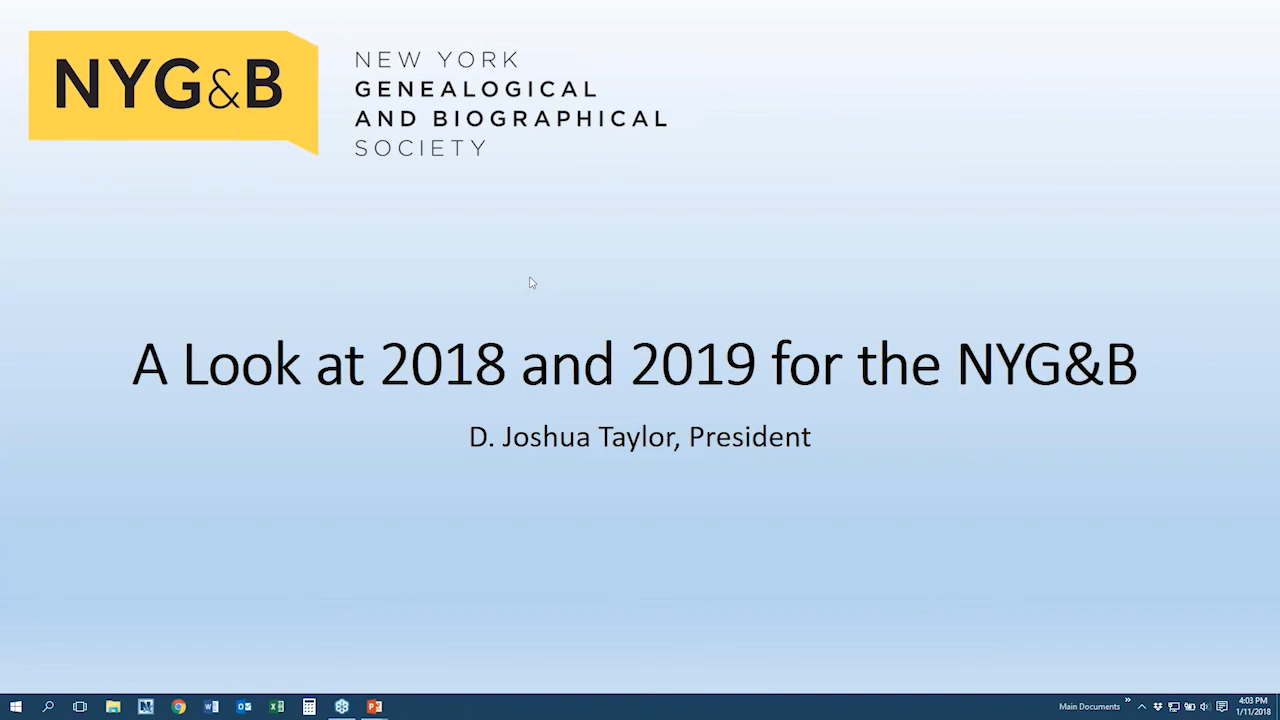 NYG&B
NEW YORK
GENEALOGICAL
AND BIOGRAPHICAL
SOCIETY
A Look at 2018 and 2019 for the NYG&B
D. Joshua Taylor, President
Main Documents
4:03 PM
1/11/2018